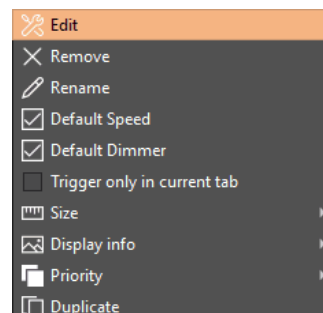 Edit
Remove
Rename
Default Speed
Default Dimmer
Trigger only in current tab
Size
Display info
Priority
Duplicate